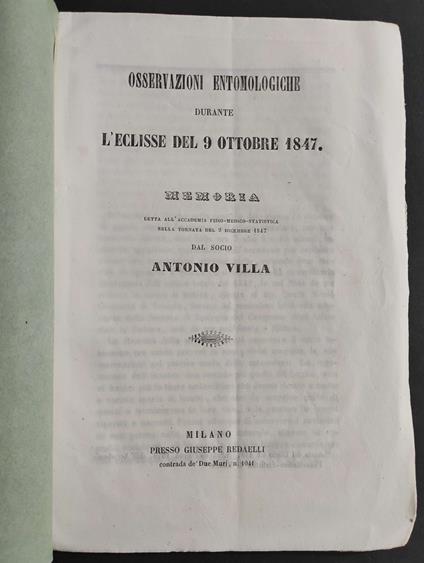 OSSERVAZIONI ENTOMOLOGICHE
DURANTE
L'ECLISSE DEL 9 OTTOBRE 1847.
MEMORIA
LETTA ALL'ACCADEMIA FISIO-MEDICO-STATISTICA
NELLA TORNATA DEL 2 DICEMBRE 1847
DAL SOCIO
ANTONIO VILLA
MILANO
PRESSO GIUSEPPE REDAELLI
contrada de' Due Muri, n. 1041